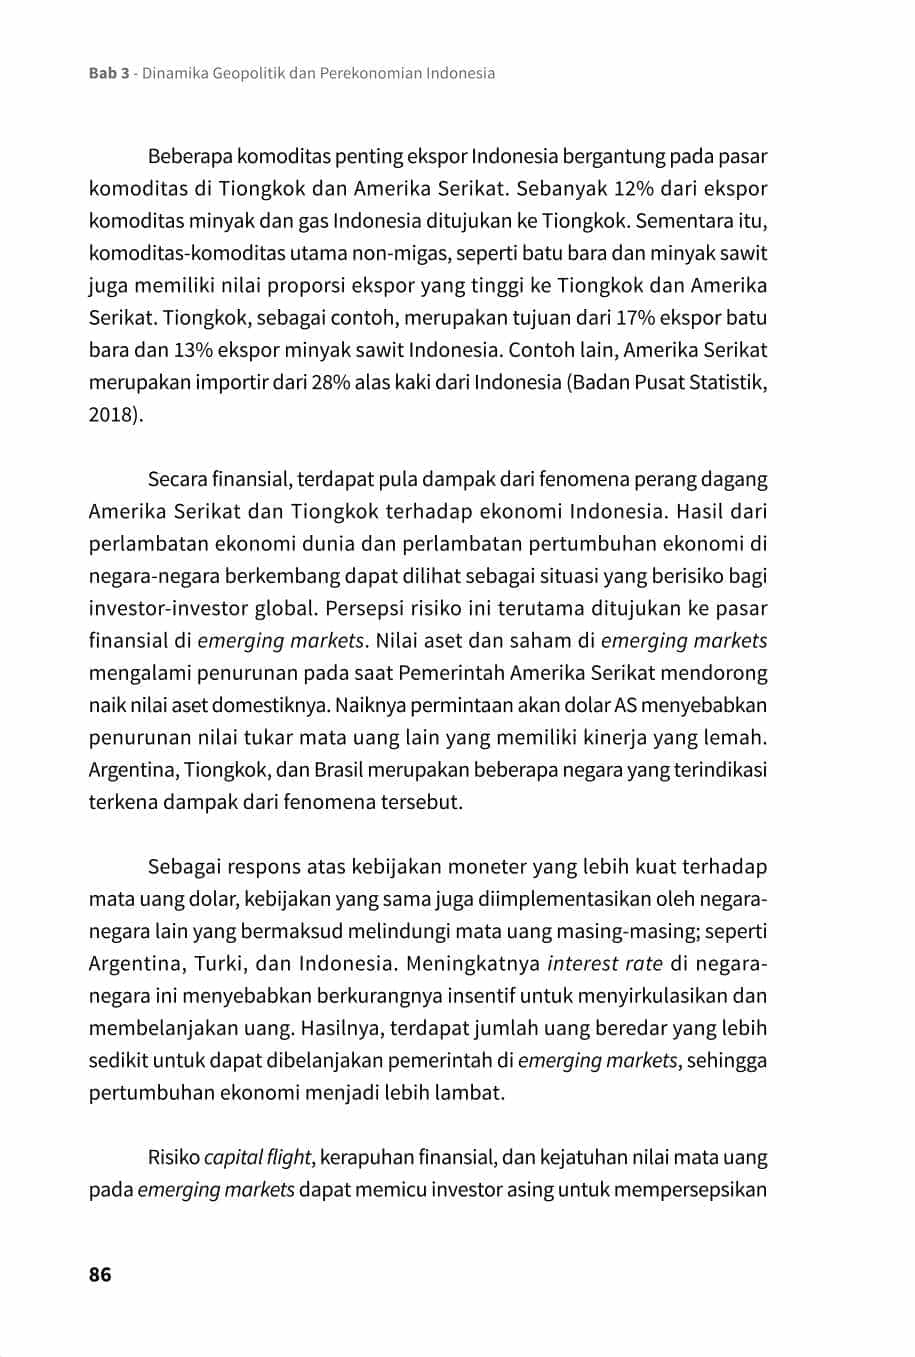 Bab 3 - Dinamika Geopolitik dan Perekonomian Indonesia
Beberapa komoditas penting ekspor Indonesia bergantung pada pasar
komoditas di Tiongkok dan Amerika Serikat. Sebanyak 12% dari ekspor
komoditas minyak dan gas Indonesia ditujukan ke Tiongkok. Sementara itu,
komoditas-komoditas utama non-migas, seperti batu bara dan minyak sawit
juga memiliki nilai proporsi ekspor yang tinggi ke Tiongkok dan Amerika
Serikat. Tiongkok, sebagai contoh, merupakan tujuan dari 17% ekspor batu
bara dan 13% ekspor minyak sawit Indonesia. Contoh lain, Amerika Serikat
merupakan importir dari 28% alas kaki dari Indonesia (Badan Pusat Statistik,
2018).
Secara finansial, terdapat pula dampak dari fenomena perang dagang
Amerika Serikat dan Tiongkok terhadap ekonomi Indonesia. Hasil dari
perlambatan ekonomi dunia dan perlambatan pertumbuhan ekonomi di
negara-negara berkembang dapat dilihat sebagai situasi yang berisiko bagi
investor-investor global. Persepsi risiko ini terutama ditujukan ke pasar
finansial di emerging markets. Nilai aset dan saham di emerging markets
mengalami penurunan pada saat Pemerintah Amerika Serikat mendorong
naik nilai aset domestiknya. Naiknya permintaan akan dolar AS menyebabkan
penurunan nilai tukar mata uang lain yang memiliki kinerja yang lemah.
Argentina, Tiongkok, dan Brasil merupakan beberapa negara yang terindikasi
terkena dampak dari fenomena tersebut.
Sebagai respons atas kebijakan moneter yang lebih kuat terhadap
mata uang dolar, kebijakan yang sama juga diimplementasikan oleh negara-
negara lain yang bermaksud melindungi mata uang masing-masing; seperti
Argentina, Turki, dan Indonesia. Meningkatnya interest rate di negara-
negara ini menyebabkan berkurangnya insentif untuk menyirkulasikan dan
membelanjakan uang. Hasilnya, terdapat jumlah uang beredar yang lebih
sedikit untuk dapat dibelanjakan pemerintah di emerging markets, sehingga
pertumbuhan ekonomi menjadi lebih lambat.
Risiko capital flight, kerapuhan finansial, dan kejatuhan nilai mata uang
pada emerging markets dapat memicu investor asing untuk mempersepsikan
86